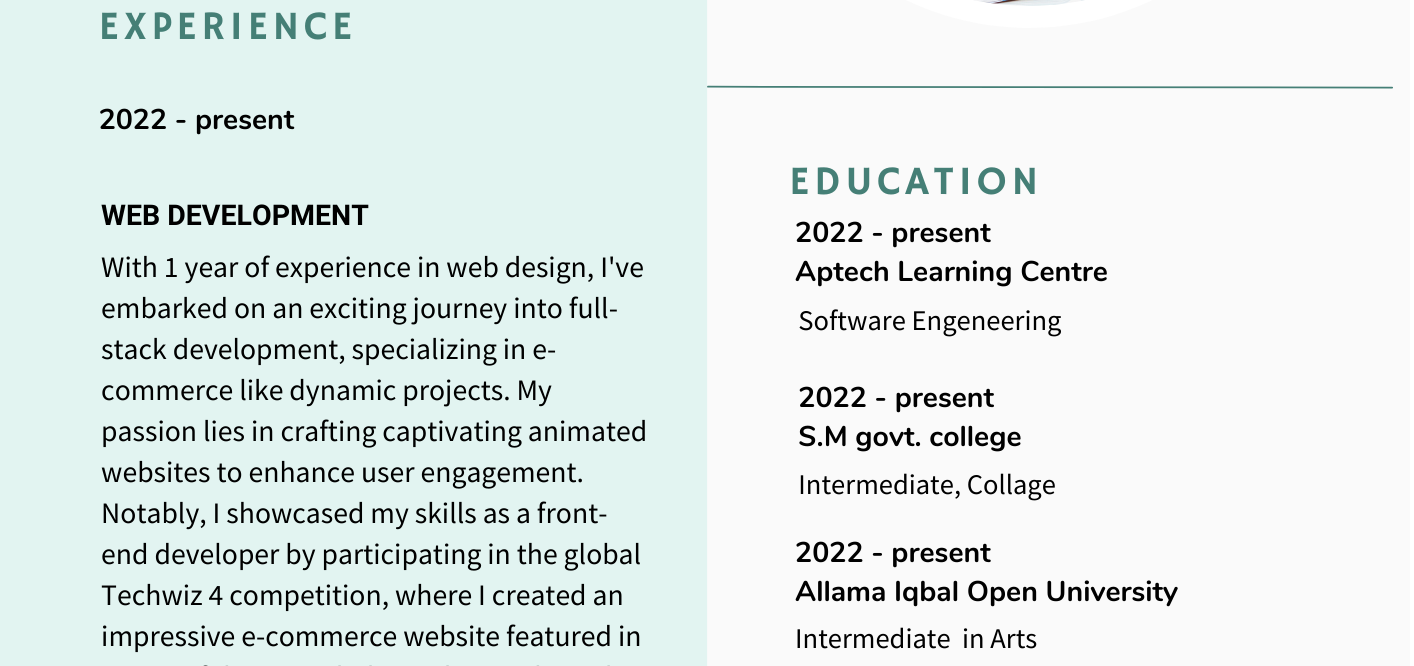 EXPERIENCE
2022 - present
WEB DEVELOPMENT
With 1 year of experience in web design, I've
embarked on an exciting journey into full-
stack development, specializing in e-
commerce like dynamic projects. My
passion lies in crafting captivating animated
websites to enhance user engagement.
Notably, I showcased my skills as a front-
end developer by participating in the global
Techwiz 4 competition, where I created an
impressive e-commerce website featured in
EDUCATION
2022 - present
Aptech Learning Centre
Software Engeneering
2022 - present
S.M govt. college
Intermediate, Collage
2022 - present
Allama Iqbal Open University
Intermediate  in Arts